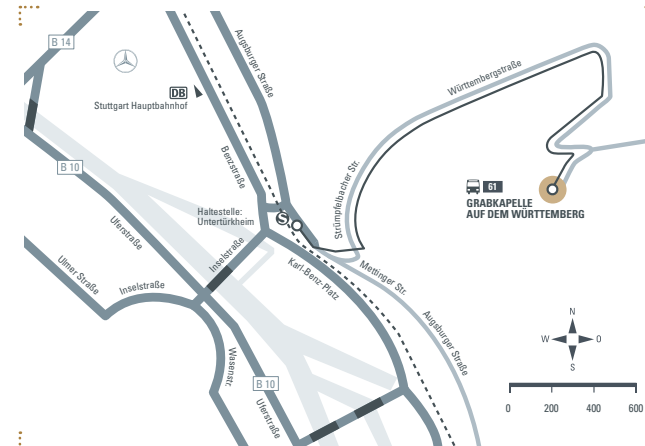 B 14
Augsburger Straße
DB
Stuttgart Hauptbahnhof
Württembergstraße
B 10
Benzstraße
Strümpfelbacher Str.
61
GRABKAPELLE
AUF DEM WÜRTTEMBERG
Haltestelle:
Untertürkheim
S
Uferstraße
Inselstraße
Ulmer Straße
Inselstraße
Karl-Benz-Platz
Mettinger Str.
Augsburger Straße
N
W
O
S
Wasenstr.
B 10
Uferstraße
0 200 400 600